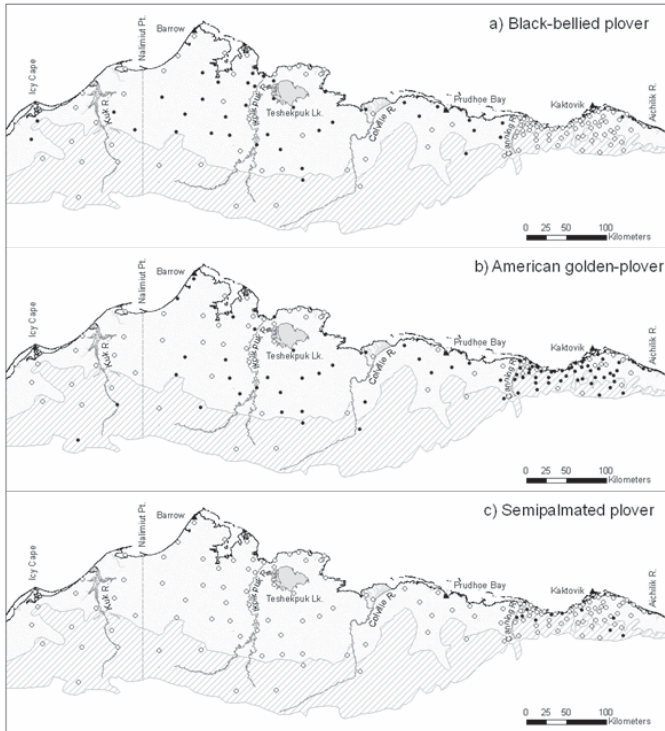 a) Black-bellied plover
Barrow
Nalimiut Pt.
Icy Cape
Kuk R.
Ikpik Puk R.
Teshekpuk Lk.
Colville R.
Prudhoe Bay
Canning R.
Kaktovik
Aichilik R.
0 25 50 100
Kilometers
b) American golden-plover
Barrow
Nalimiut Pt.
Icy Cape
Kuk R.
Teshekpuk Lk.
Colville R.
Prudhoe Bay
Canning R.
Kaktovik
Aichilik R.
0 25 50 100
Kilometers
c) Semipalmated plover
Barrow
Nalimiut Pt.
Icy Cape
Kuk R.
Teshekpuk Lk.
Colville R.
Prudhoe Bay
Canning R.
Kaktovik
Aichilik R.
0 25 50 100
Kilometers